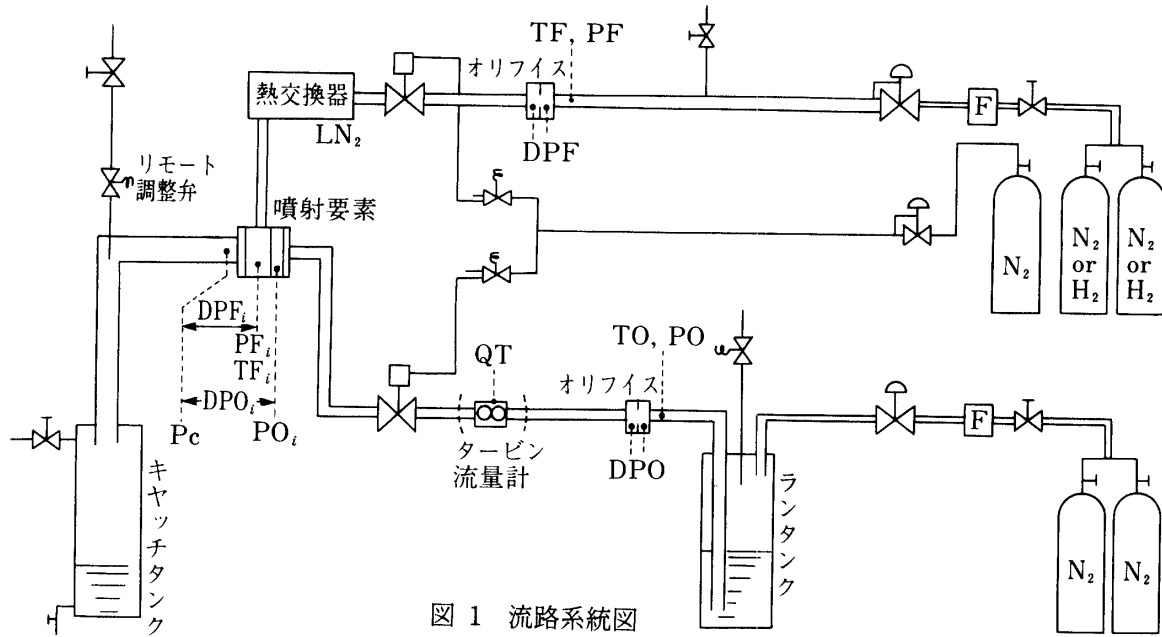 TF, PF
オリフイス
熱交換器
LN₂
DPF
F
リモート
調整弁
噴射要素
N₂
N₂
or
H₂
N₂
or
H₂
DPFᵢ
PFᵢ
TFᵢ
DPOᵢ
Pc
POᵢ
QT
TO, PO
オリフイス
タービン
流量計
DPO
F
キヤッチタンク
ランタンク
N₂
N₂
図 1 流路系統図